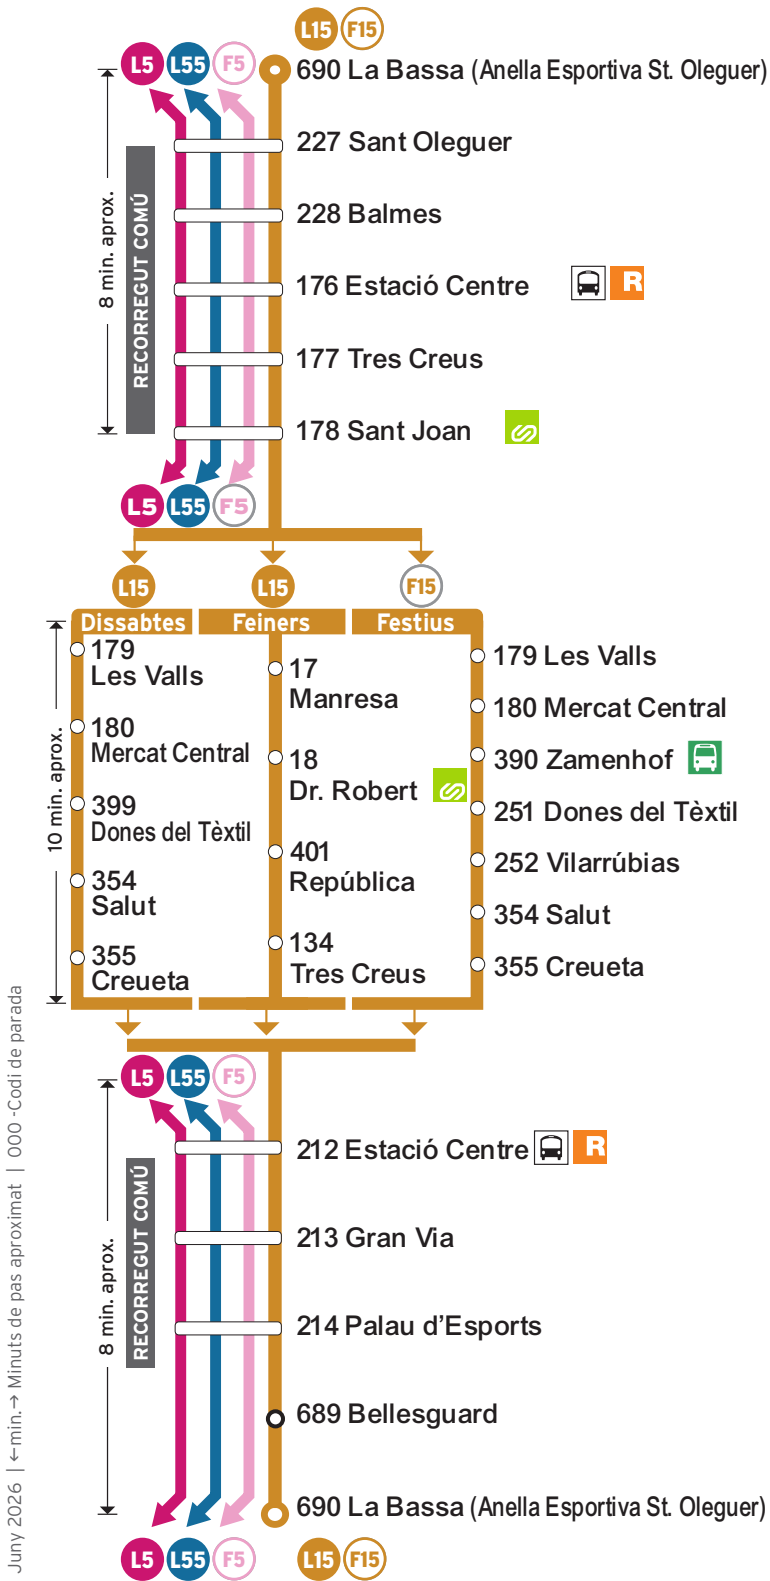 L15 F15
L5 L55 F5
690 La Bassa (Anella Esportiva St. Oleguer)
227 Sant Oleguer
228 Balmes
176 Estació Centre R
177 Tres Creus
178 Sant Joan
8 min. aprox.
RECORREGUT COMÚ
L5 L55 F5
L15 L15 F15
Dissabtes Feiners Festius
10 min. aprox.
179
Les Valls
180
Mercat Central
399
Dones del Tèxtil
354
Salut
355
Creueta
17
Manresa
18
Dr. Robert
401
República
134
Tres Creus
179 Les Valls
180 Mercat Central
390 Zamenhof
251 Dones del Tèxtil
252 Vilarrúbias
354 Salut
355 Creueta
L5 L55 F5
212 Estació Centre R
213 Gran Via
214 Palau d’Esports
689 Bellesguard
690 La Bassa (Anella Esportiva St. Oleguer)
8 min. aprox.
RECORREGUT COMÚ
L5 L55 F5 L15 F15
Juny 2026 | ←min.→ Minuts de pas aproximat | 000 -Codi de parada